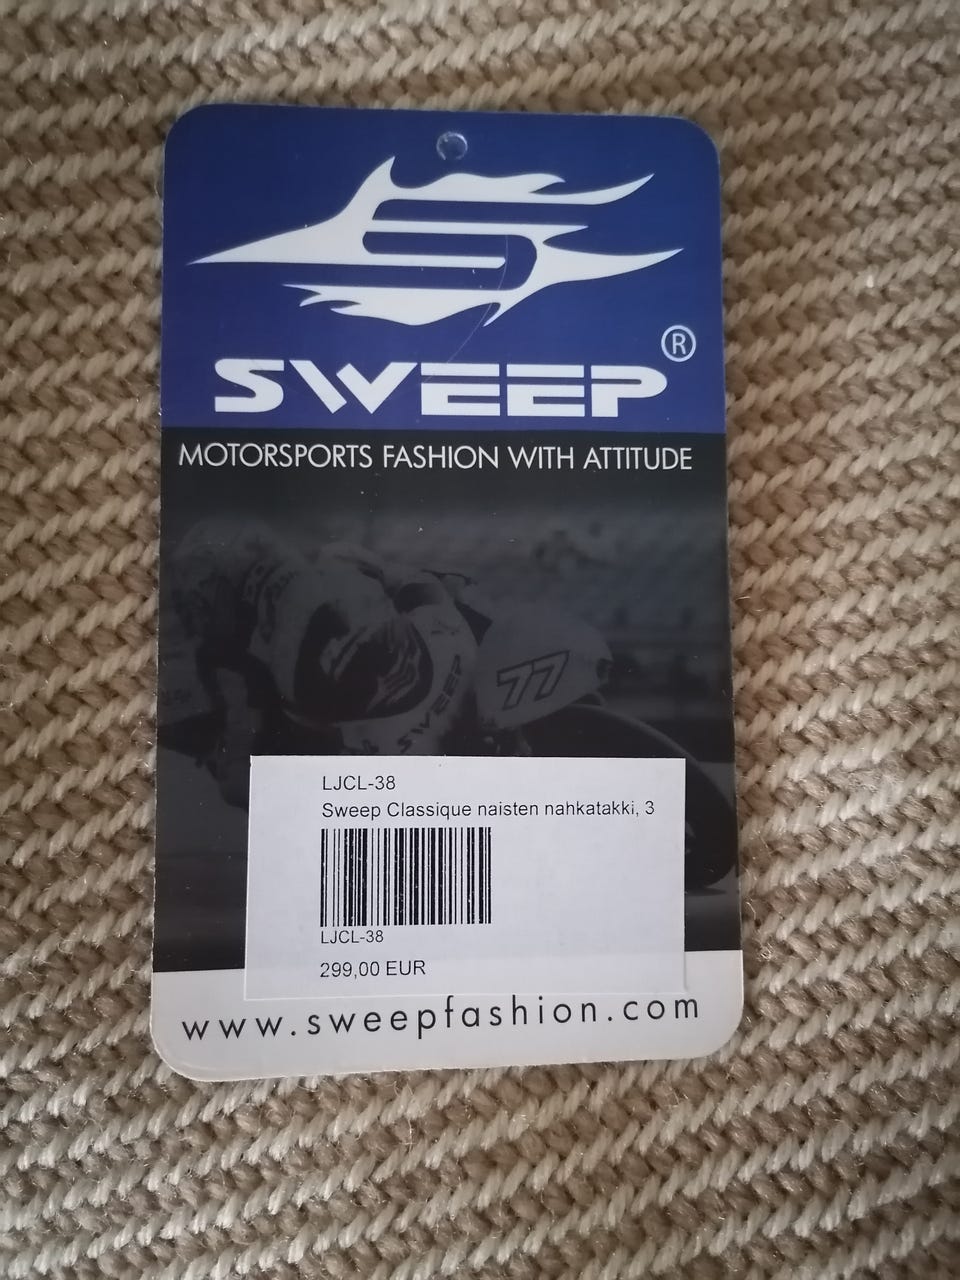 SWEEP®
MOTORSPORTS FASHION WITH ATTITUDE
77
SWEEP
LJCL-38
Sweep Classique naisten nahkatakki, 3
LJCL-38
299,00 EUR
www.sweepfashion.com